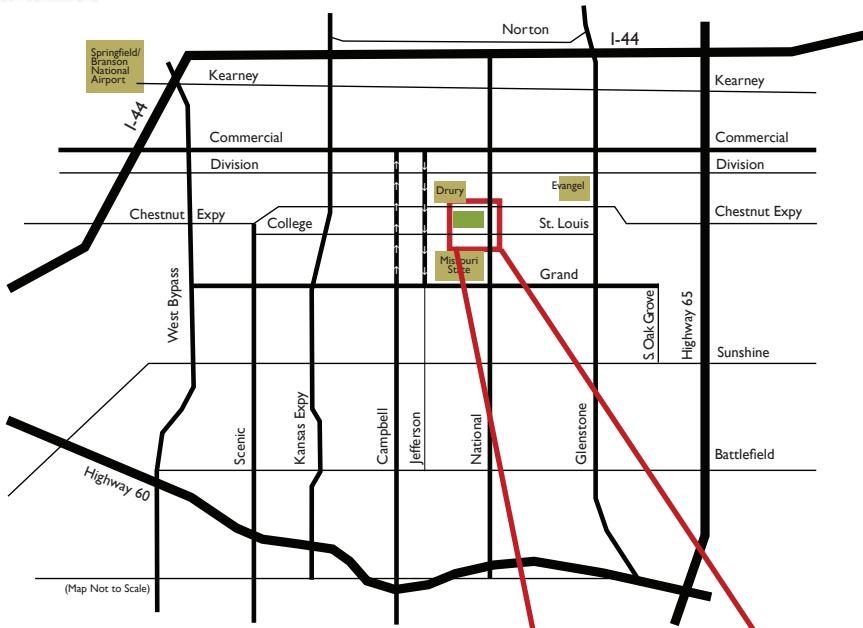 Norton
I-44
Springfield/
Branson
National
Airport
Kearney
Kearney
I-44
Commercial
Commercial
Division
Division
Drury
Evangel
Chestnut Expy
College
St. Louis
Chestnut Expy
Missouri
State
Grand
West Bypass
S. Oak Grove
Highway 65
Sunshine
Scenic
Kansas Expy
Campbell
Jefferson
National
Glenstone
Battlefield
Highway 60
(Map Not to Scale)